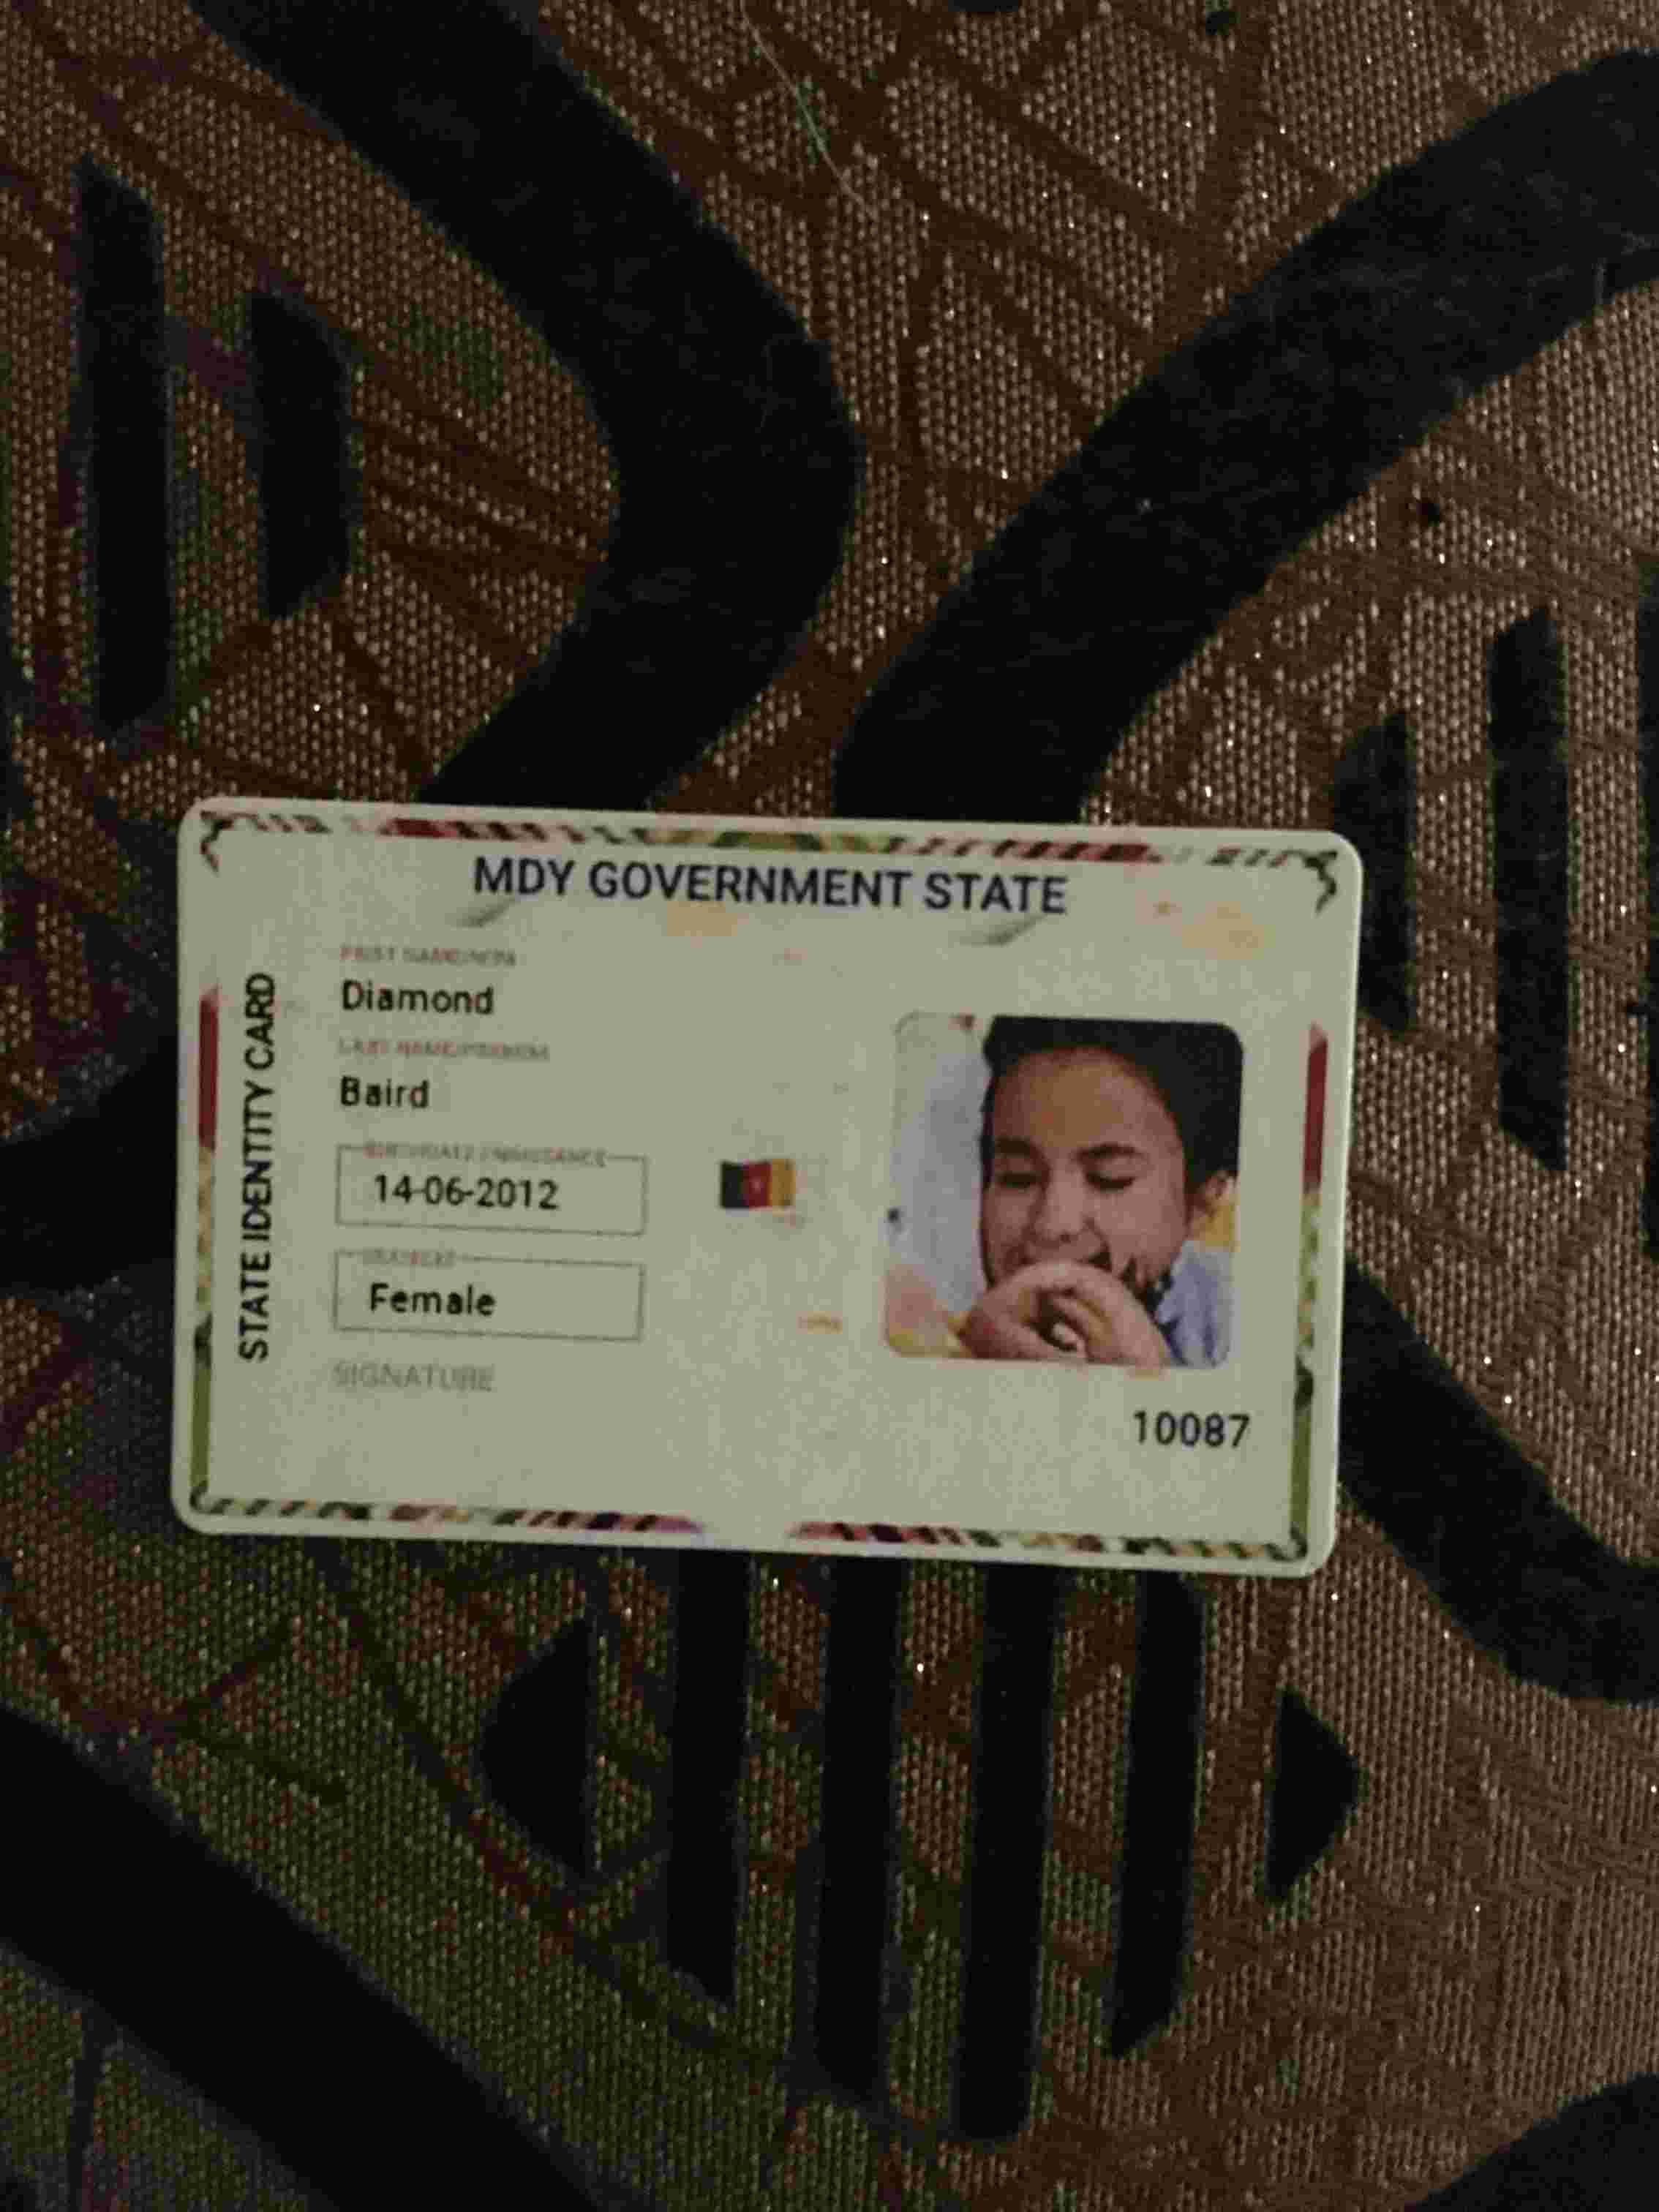 MDY GOVERNMENT STATE
STATE IDENTITY CARD
Diamond
Baird
14-06-2012
Female
SIGNATURE
10087